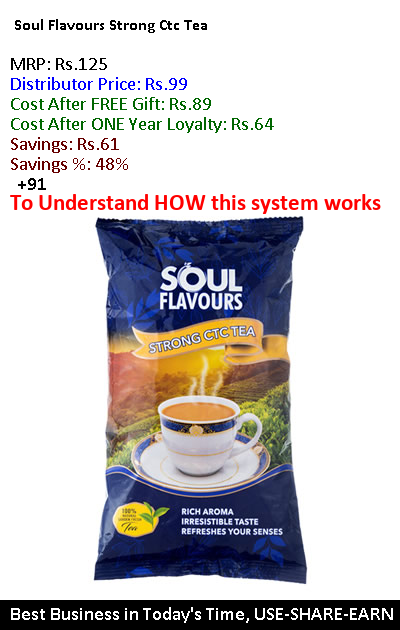 Soul Flavours Strong Ctc Tea
MRP: Rs.125
Distributor Price: Rs.99
Cost After FREE Gift: Rs.89
Cost After ONE Year Loyalty: Rs.64
Savings: Rs.61
Savings %: 48%
+91
To Understand HOW this system works
SOUL
FLAVOURS
STRONG CTC TEA
100%
Tea
RICH AROMA
IRRESISTIBLE TASTE
REFRESHES YOUR SENSES
Best Business in Today's Time, USE-SHARE-EARN